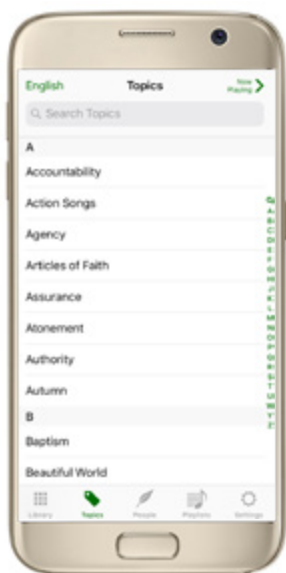 English
Topics
Now
Playing
Search Topics
A
Accountability
Action Songs
Agency
Articles of Faith
Assurance
Atonement
Authority
Autumn
B
Baptism
Beautiful World
Library
Topics
People
Playlists
Settings